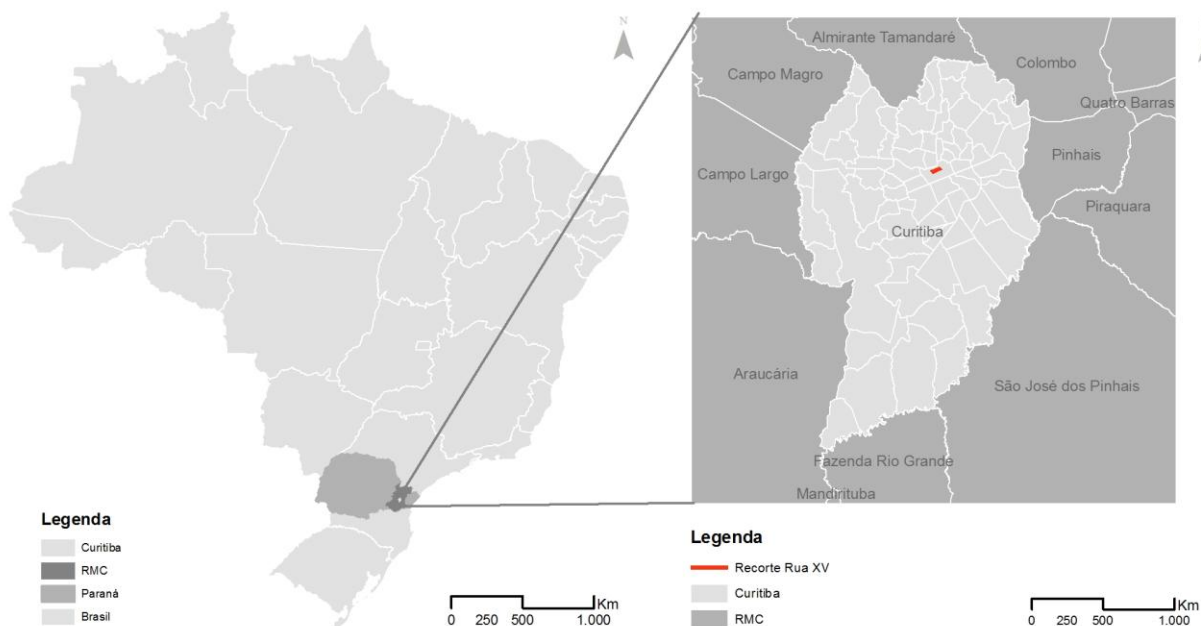 N
Legenda
Curitiba
RMC
Paraná
Brasil
0 250 500 1.000
Km
Almirante Tamandaré
Campo Magro
Colombo
Quatro Barras
Pinhais
Campo Largo
Piraquara
Curitiba
Araucária
São José dos Pinhais
Fazenda Rio Grande
Mandirituba
Legenda
Recorte Rua XV
Curitiba
RMC
0 250 500 1.000
Km